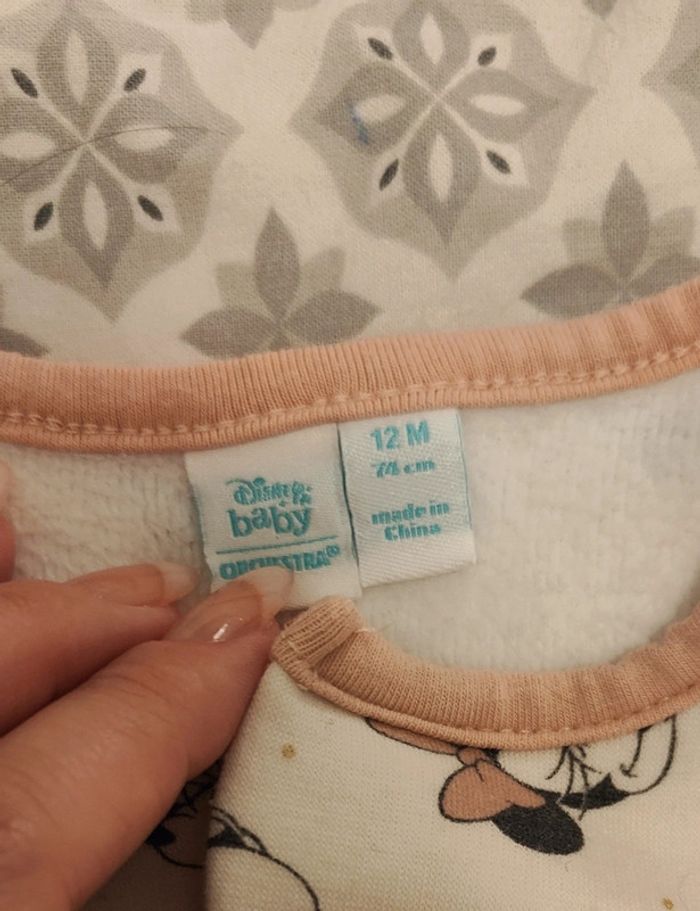 Disney
baby
ORCHESTRA®
12 M
74 cm
made in
China